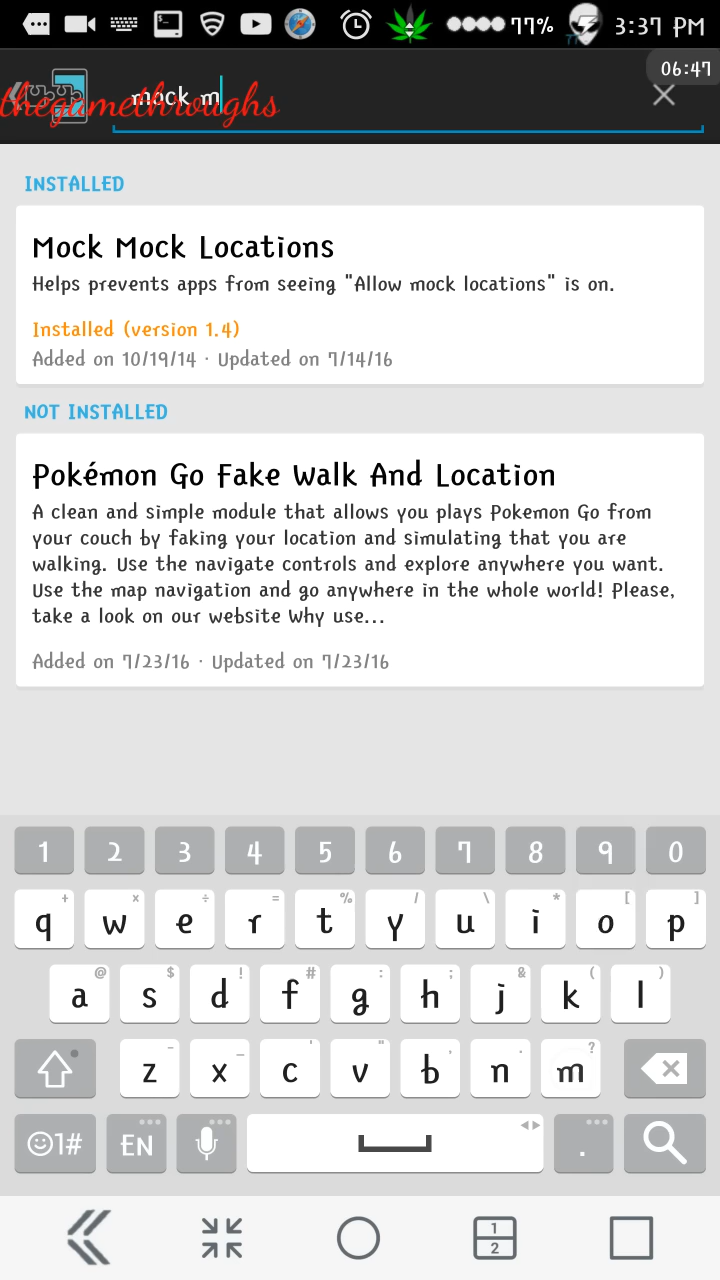 77% 3:37 PM
06:47
mock m
thegamethroughs
INSTALLED
Mock Mock Locations
Helps prevents apps from seeing "Allow mock locations" is on.
Installed (version 1.4)
Added on 10/19/14 · Updated on 7/14/16
NOT INSTALLED
Pokémon Go Fake Walk And Location
A clean and simple module that allows you plays Pokemon Go from
your couch by faking your location and simulating that you are
walking. Use the navigate controls and explore anywhere you want.
Use the map navigation and go anywhere in the whole world! Please,
take a look on our website Why use...
Added on 7/23/16 · Updated on 7/23/16
1 2 3 4 5 6 7 8 9 0
+ × ÷ = % / \ * [ ]
q w e r t y u i o p
@ $ ! # : ; & ( )
a s d f g h j k l
- _ ' " , . ?
z x c v b n m
1# EN .
1
2